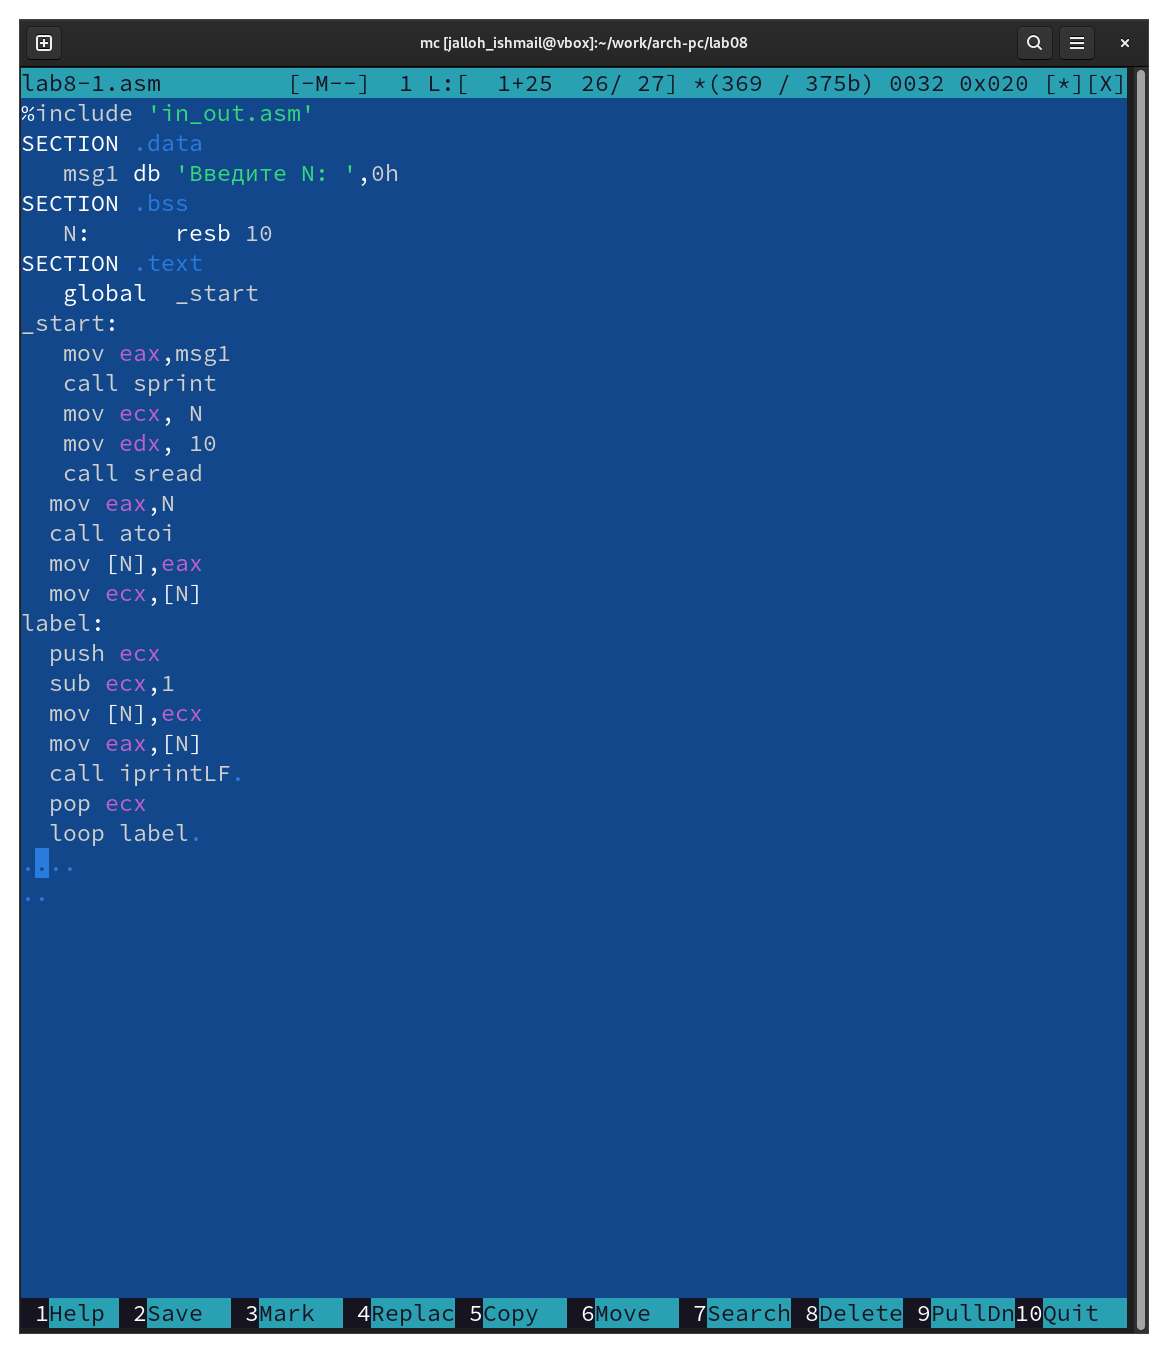 mc [jalloh_ishmail@vbox]:~/work/arch-pc/lab08
lab8-1.asm         [-M--]  1 L:[  1+25  26/ 27] *(369 / 375b) 0032 0x020 [*][X]
%include 'in_out.asm'
SECTION .data
   msg1 db 'Введите N: ',0h
SECTION .bss
   N:      resb 10
SECTION .text
   global  _start
_start:
   mov eax,msg1
   call sprint
   mov ecx, N
   mov edx, 10
   call sread
  mov eax,N
  call atoi
  mov [N],eax
  mov ecx,[N]
label:
  push ecx
  sub ecx,1
  mov [N],ecx
  mov eax,[N]
  call iprintLF.
  pop ecx
  loop label.
....
..
1Help  2Save  3Mark  4Replac 5Copy  6Move  7Search 8Delete 9PullDn 10Quit